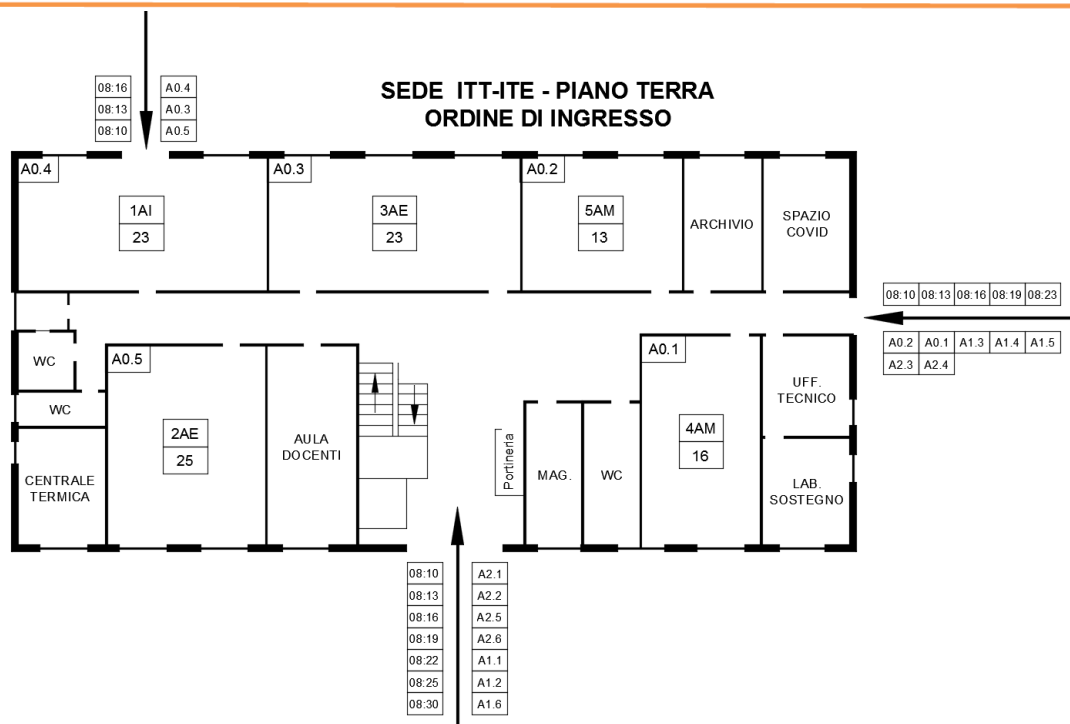 SEDE ITT-ITE - PIANO TERRA
ORDINE DI INGRESSO
08:16 A0.4
08:13 A0.3
08:10 A0.5
A0.4
1AI
23
A0.3
3AE
23
A0.2
5AM
13
ARCHIVIO
SPAZIO
COVID
08:10 08:13 08:16 08:19 08:23
A0.2 A0.1 A1.3 A1.4 A1.5
A2.3 A2.4
WC
WC
CENTRALE
TERMICA
A0.5
2AE
25
AULA
DOCENTI
Portineria
MAG.
WC
A0.1
4AM
16
UFF.
TECNICO
LAB.
SOSTEGNO
08:10 A2.1
08:13 A2.2
08:16 A2.5
08:19 A2.6
08:22 A1.1
08:25 A1.2
08:30 A1.6